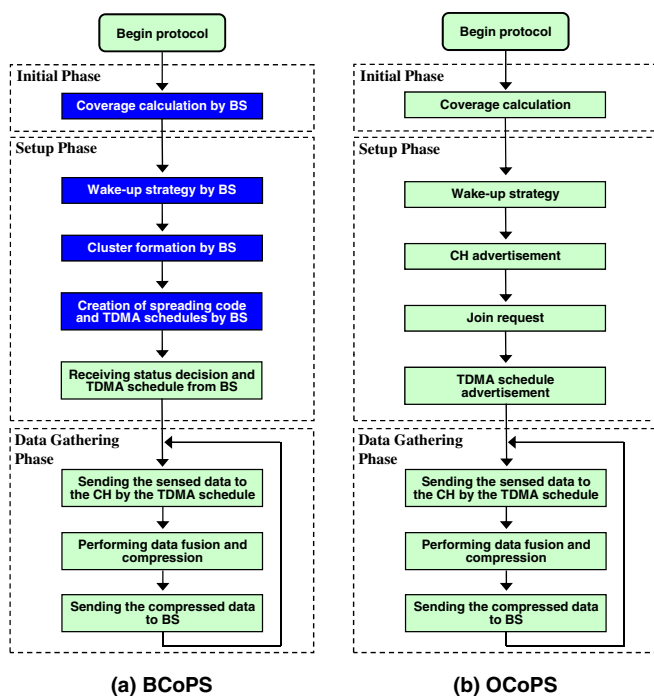 Begin protocol
Initial Phase
Coverage calculation by BS
Setup Phase
Wake-up strategy by BS
Cluster formation by BS
Creation of spreading code
and TDMA schedules by BS
Receiving status decision and
TDMA schedule from BS
Data Gathering
Phase
Sending the sensed data to
the CH by the TDMA schedule
Performing data fusion and
compression
Sending the compressed data
to BS
(a) BCoPS
Begin protocol
Initial Phase
Coverage calculation
Setup Phase
Wake-up strategy
CH advertisement
Join request
TDMA schedule
advertisement
Data Gathering
Phase
Sending the sensed data to
the CH by the TDMA schedule
Performing data fusion and
compression
Sending the compressed data
to BS
(b) OCoPS